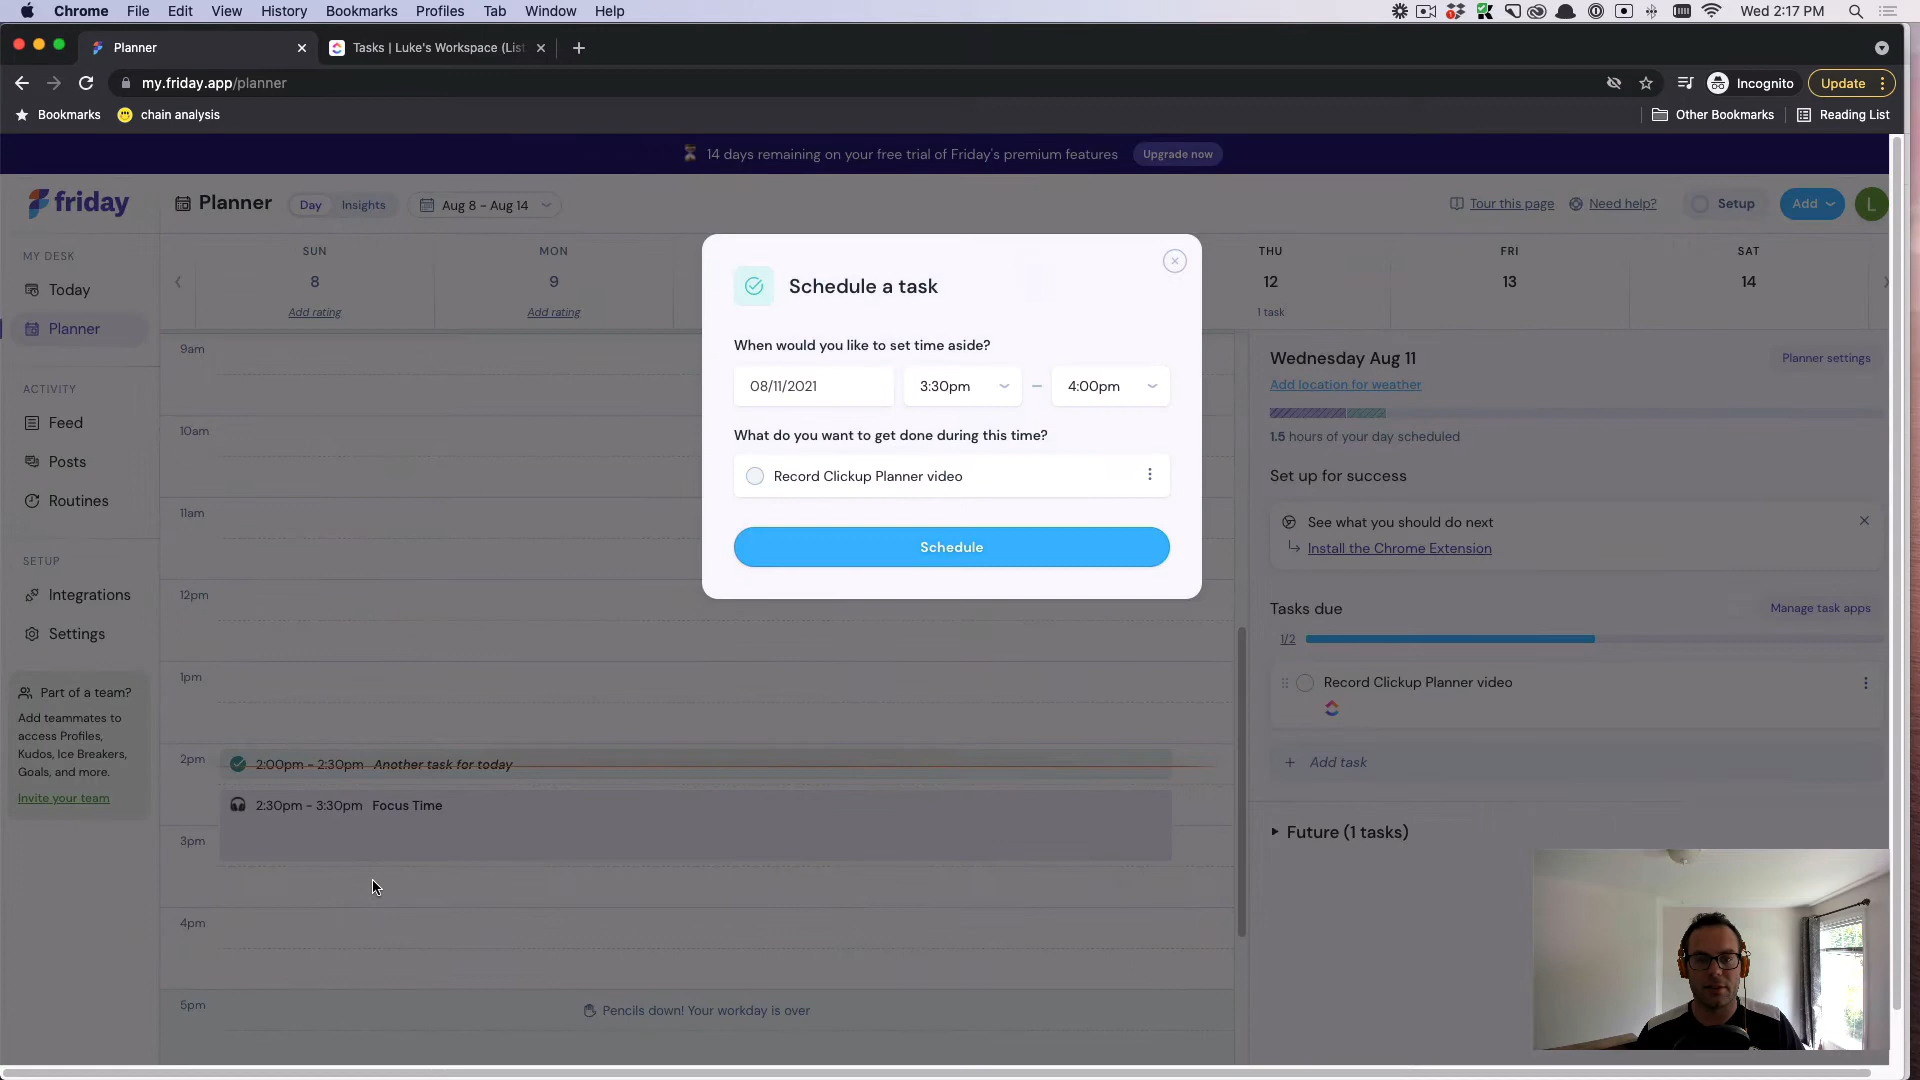 Chrome File Edit View History Bookmarks Profiles Tab Window Help Wed 2:17 PM
Planner Tasks | Luke's Workspace (List
my.friday.app/planner Incognito Update
Bookmarks chain analysis Other Bookmarks Reading List
14 days remaining on your free trial of Friday's premium features Upgrade now
friday Planner Day Insights Aug 8 - Aug 14 Tour this page Need help? Setup Add L
MY DESK
Today
Planner
ACTIVITY
Feed
Posts
Routines
SETUP
Integrations
Settings
Part of a team?
Add teammates to
access Profiles,
Kudos, Ice Breakers,
Goals, and more.
Invite your team
SUN MON THU FRI SAT
8 9 12 13 14
Add rating Add rating 1 task
9am
10am
11am
12pm
1pm
2pm 2:00pm - 2:30pm Another task for today
2:30pm - 3:30pm Focus Time
3pm
4pm
5pm Pencils down! Your workday is over
Schedule a task
When would you like to set time aside?
08/11/2021 3:30pm – 4:00pm
What do you want to get done during this time?
Record Clickup Planner video
Schedule
Wednesday Aug 11 Planner settings
Add location for weather
1.5 hours of your day scheduled
Set up for success
See what you should do next
Install the Chrome Extension
Tasks due Manage task apps
1/2
Record Clickup Planner video
+ Add task
Future (1 tasks)